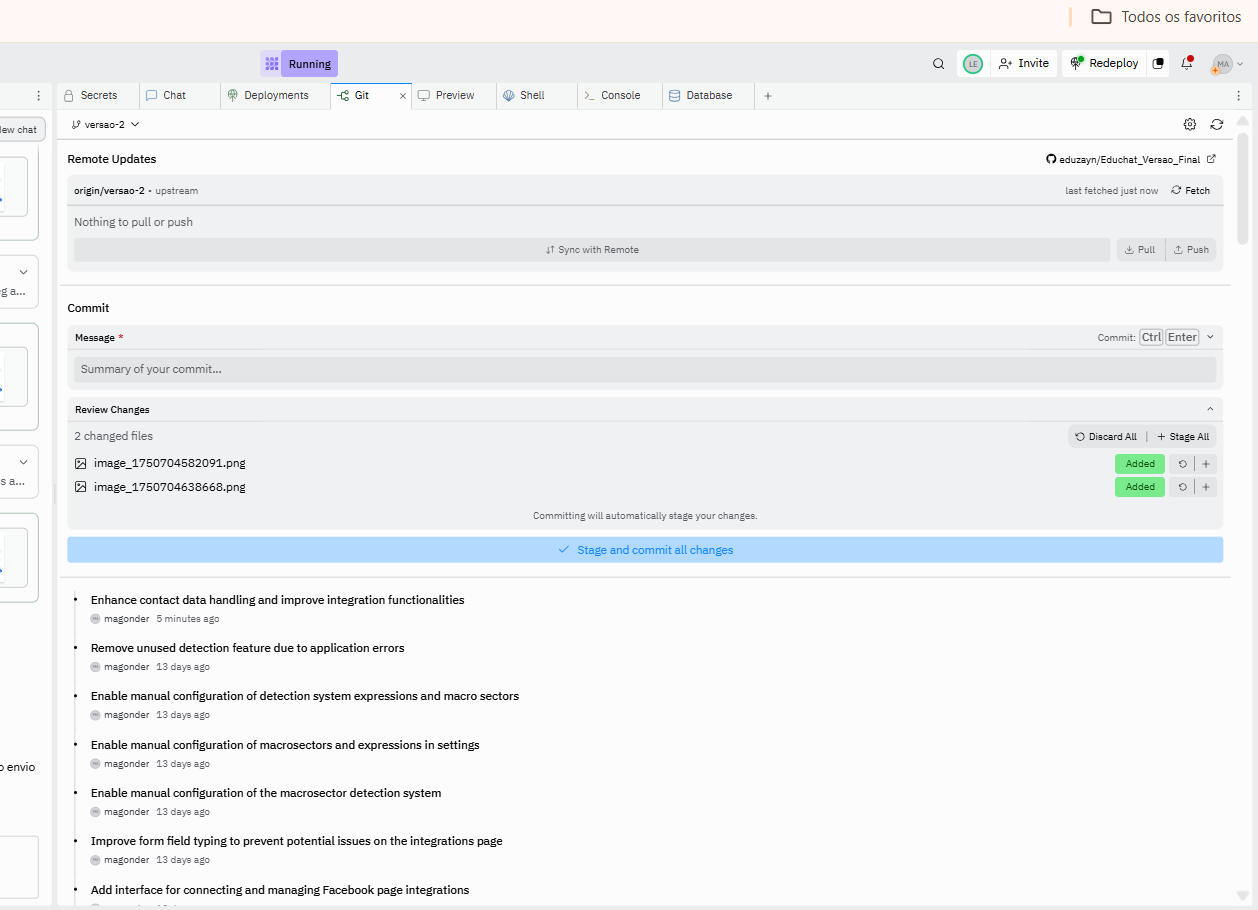 Todos os favoritos
Running
LE
Invite
Redeploy
MA
Secrets
Chat
Deployments
Git
Preview
Shell
Console
Database
chat
versao-2
Remote Updates
eduzayn/Educhat_Versao_Final
origin/versao-2 • upstream
last fetched just now
Fetch
Nothing to pull or push
Sync with Remote
Pull
Push
g a...
Commit
Message *
Commit: Ctrl Enter
Summary of your commit...
Review Changes
2 changed files
Discard All
Stage All
image_1750704582091.png
Added
s a...
image_1750704638668.png
Added
Committing will automatically stage your changes.
Stage and commit all changes
Enhance contact data handling and improve integration functionalities
magonder 5 minutes ago
Remove unused detection feature due to application errors
magonder 13 days ago
Enable manual configuration of detection system expressions and macro sectors
magonder 13 days ago
Enable manual configuration of macrosectors and expressions in settings
magonder 13 days ago
o envio
Enable manual configuration of the macrosector detection system
magonder 13 days ago
Improve form field typing to prevent potential issues on the integrations page
magonder 13 days ago
Add interface for connecting and managing Facebook page integrations